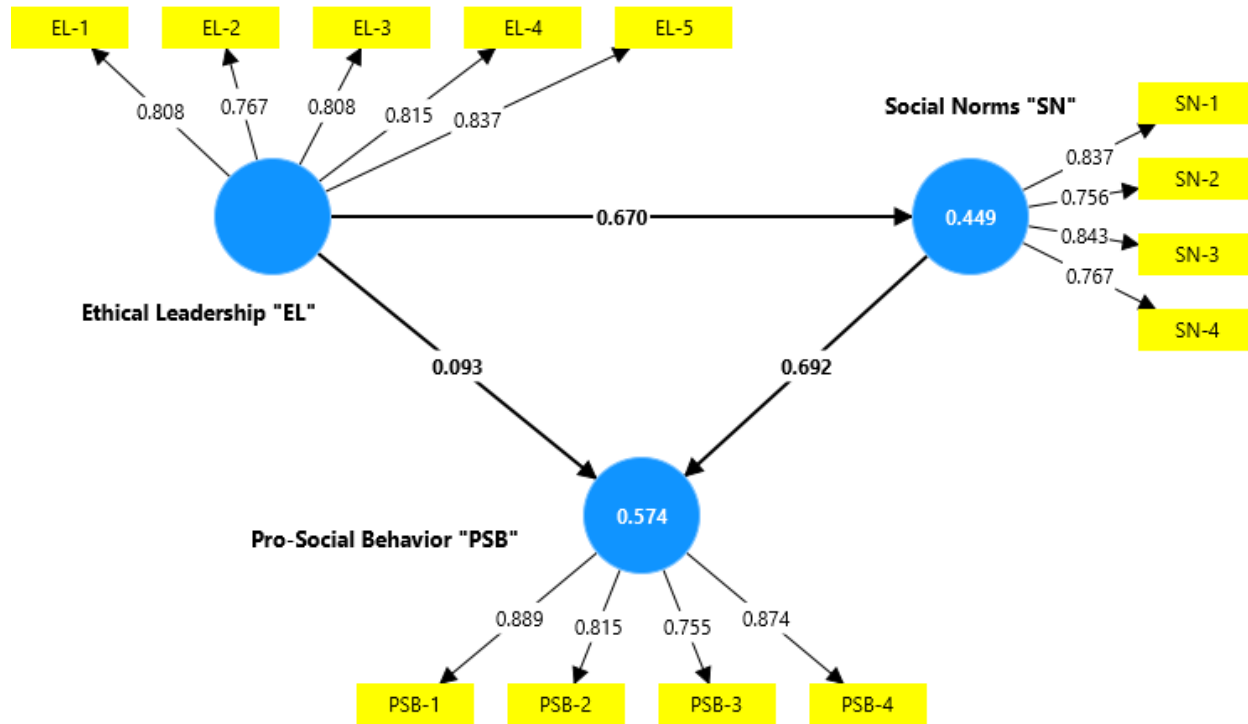 EL-1
EL-2
EL-3
EL-4
EL-5
0.808
0.767
0.808
0.815
0.837
Social Norms "SN"
SN-1
SN-2
SN-3
SN-4
0.837
0.756
0.843
0.767
0.670
0.449
Ethical Leadership "EL"
0.093
0.692
0.574
Pro-Social Behavior "PSB"
0.889
0.815
0.755
0.874
PSB-1
PSB-2
PSB-3
PSB-4